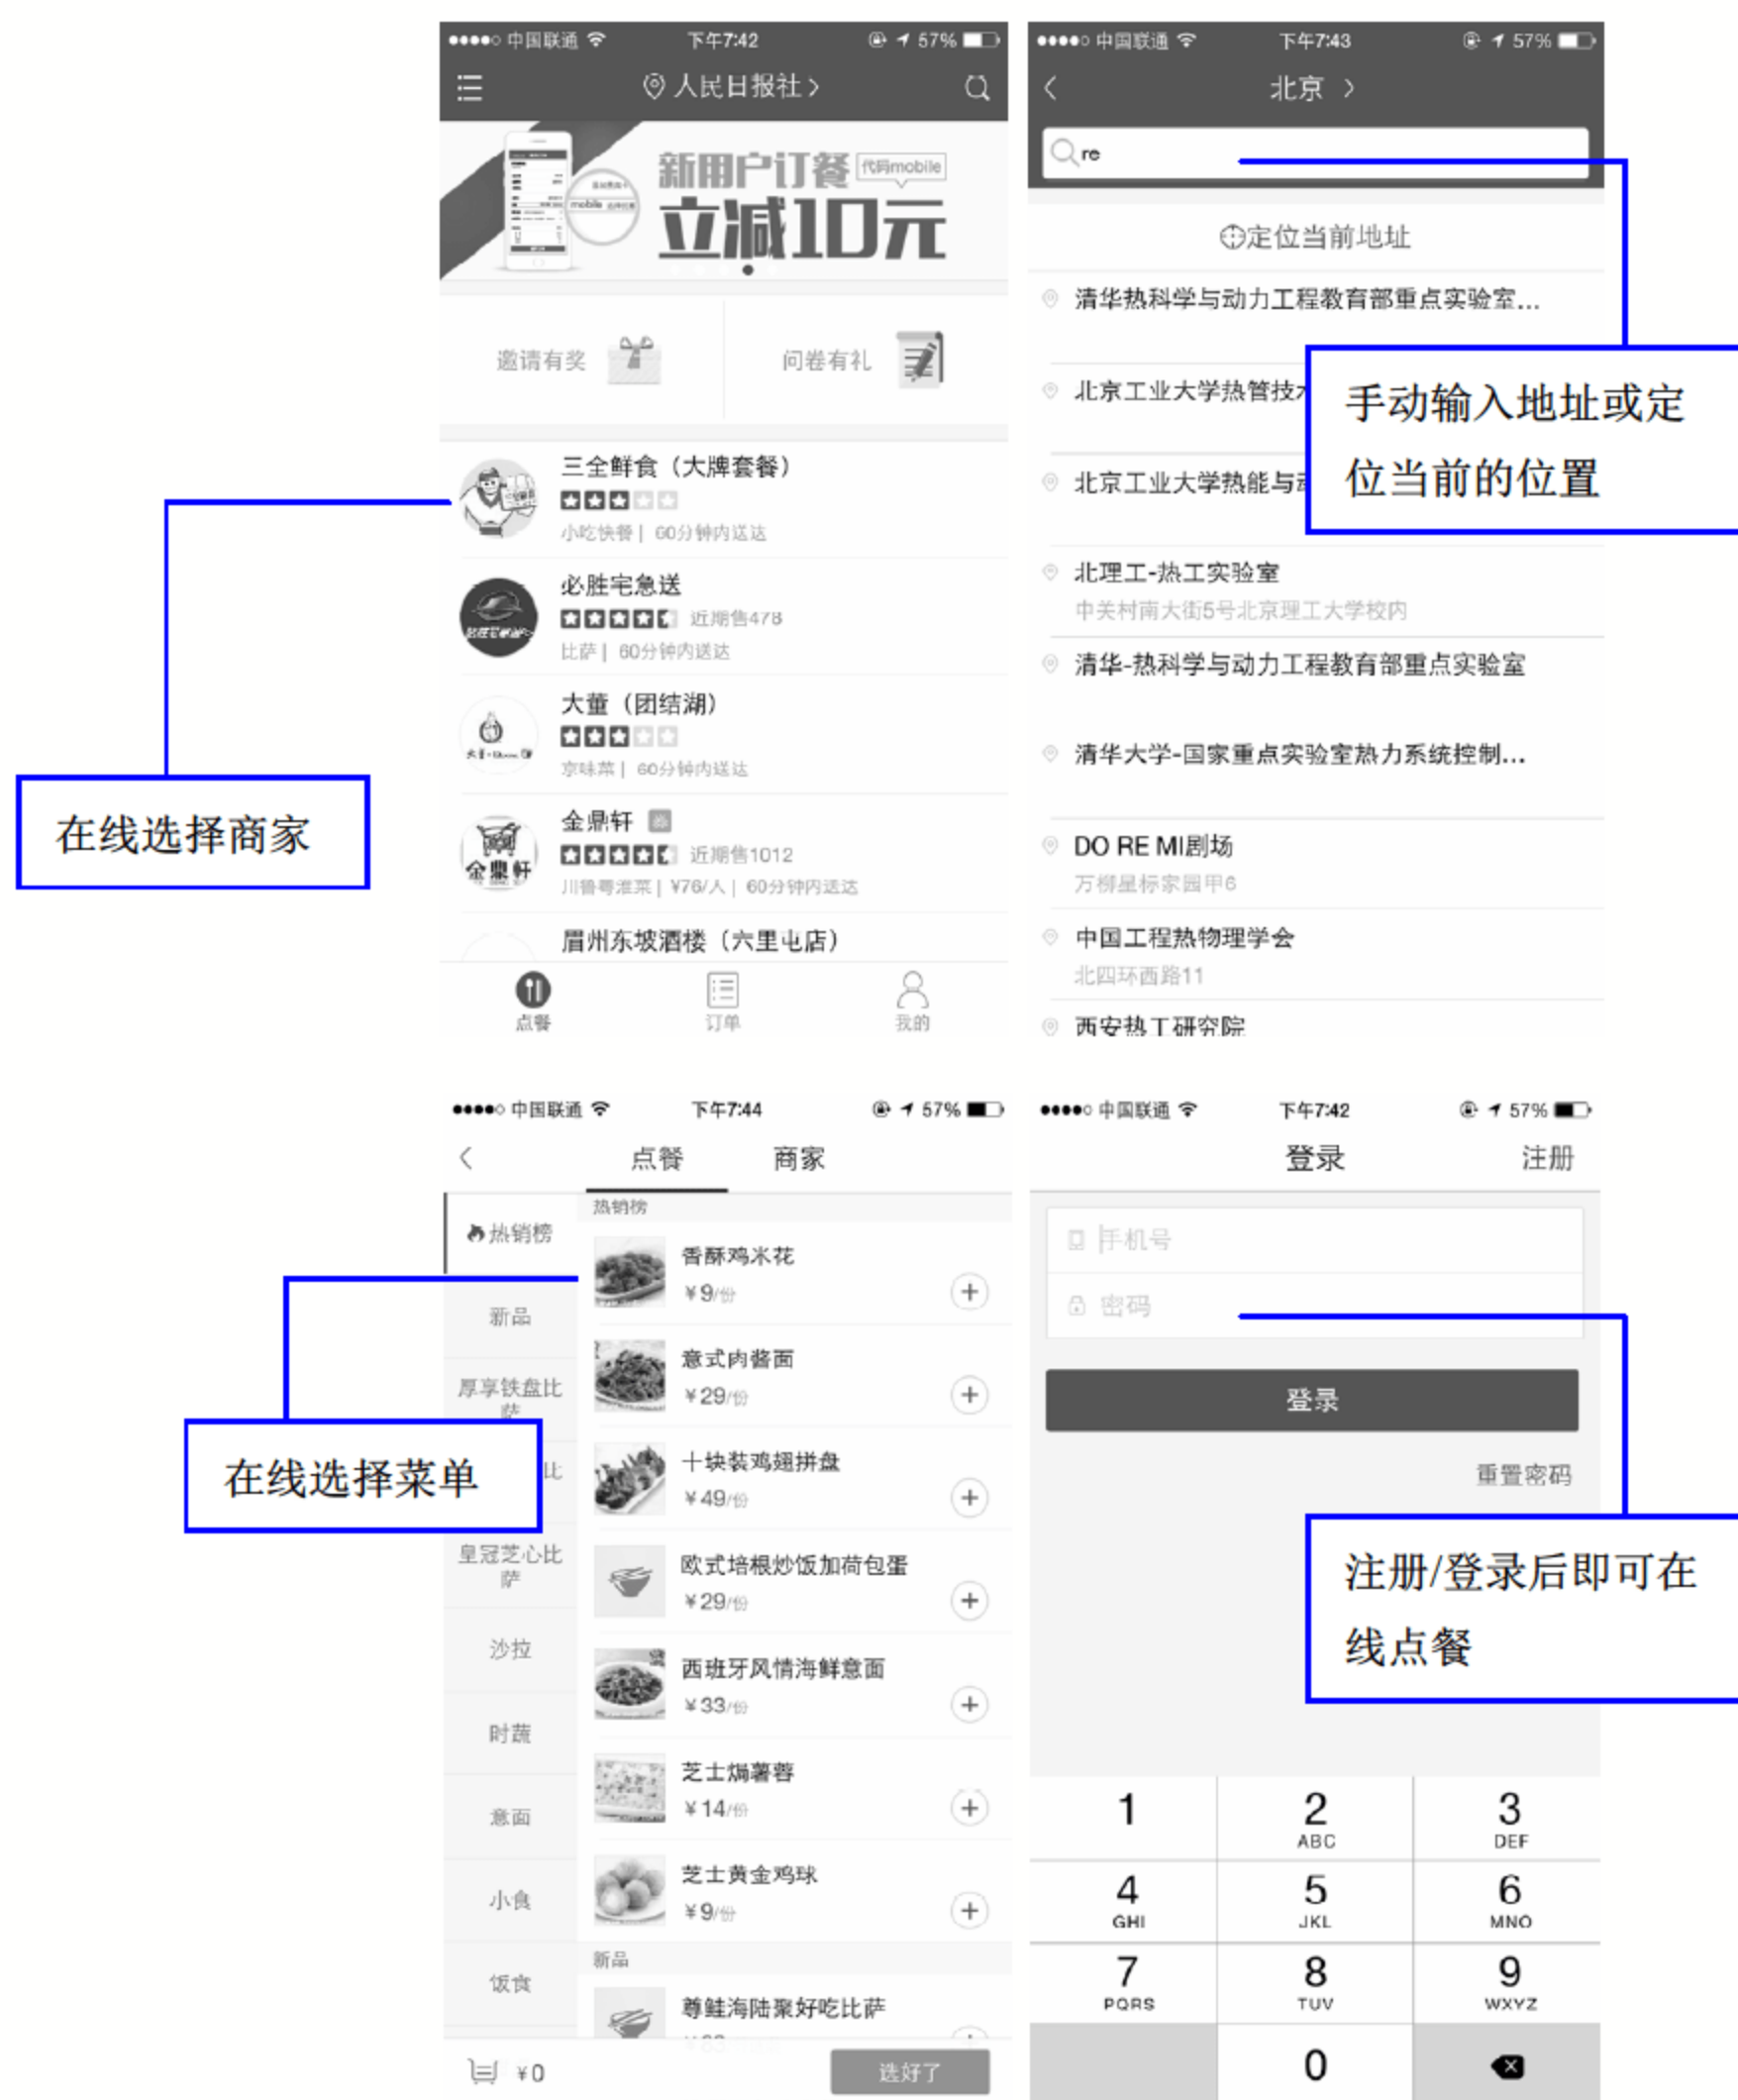 中国联通 下午7:42 57%
人民日报社
新用户订餐 代码mobile
立减10元
mobile
邀请有奖 问卷有礼
三全鲜食（大牌套餐）
小吃快餐 | 60分钟内送达
必胜宅急送
近期售478
比萨 | 60分钟内送达
大董（团结湖）
京味菜 | 60分钟内送达
金鼎轩
近期售1012
金鼎轩
川鲁粤淮菜 | ¥76/人 | 60分钟内送达
眉州东坡酒楼（六里屯店）
点餐 订单 我的
在线选择商家
中国联通 下午7:43 57%
北京
re
定位当前地址
清华热科学与动力工程教育部重点实验室...
北京工业大学热管技
北京工业大学热能与
北理工-热工实验室
中关村南大街5号北京理工大学校内
清华-热科学与动力工程教育部重点实验室
清华大学-国家重点实验室热力系统控制...
DO RE MI剧场
万柳星标家园甲6
中国工程热物理学会
北四环西路11
西安热工研究院
手动输入地址或定
位当前的位置
中国联通 下午7:44 57%
点餐 商家
热销榜
新品
厚享铁盘比
萨
比
皇冠芝心比
萨
沙拉
时蔬
意面
小食
饭食
热销榜
香酥鸡米花
¥9/份
意式肉酱面
¥29/份
十块装鸡翅拼盘
¥49/份
欧式培根炒饭加荷包蛋
¥29/份
西班牙风情海鲜意面
¥33/份
芝士焗薯蓉
¥14/份
芝士黄金鸡球
¥9/份
新品
尊鲑海陆聚好吃比萨
¥0 选好了
在线选择菜单
中国联通 下午7:42 57%
登录 注册
手机号
密码
登录
重置密码
注册/登录后即可在
线点餐
1 2 3
ABC DEF
4 5 6
GHI JKL MNO
7 8 9
PQRS TUV WXYZ
0